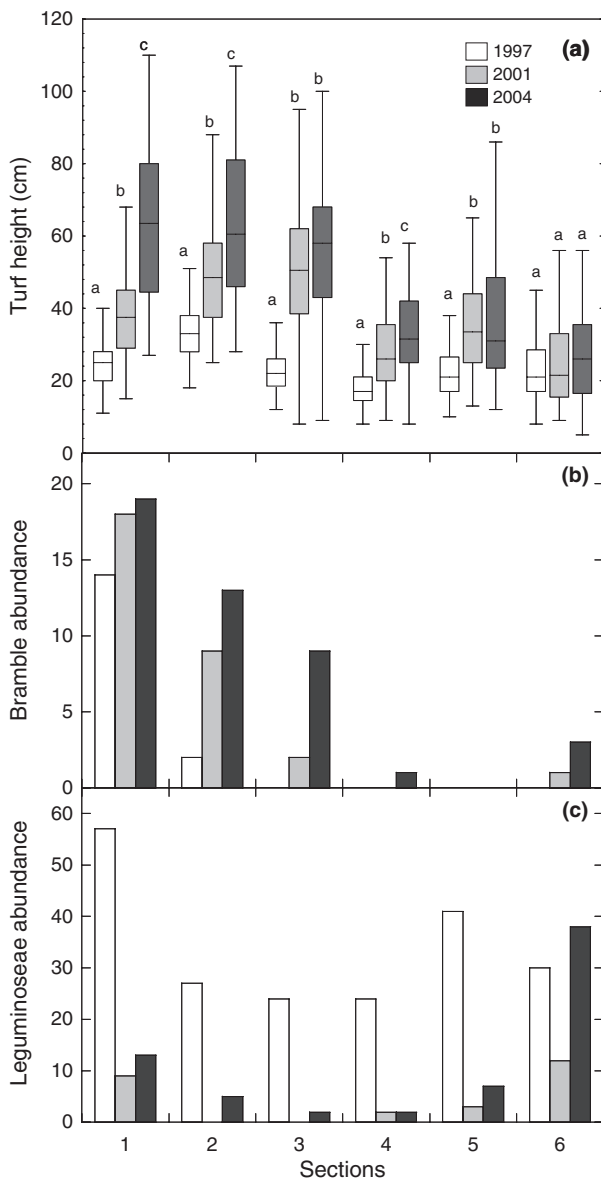 120
100
80
60
40
20
0
Turf height (cm)
(a)
1997
2001
2004
a
b
c
a
b
c
a
b
b
a
b
c
a
b
b
a
a
a
20
15
10
5
0
Bramble abundance
(b)
60
50
40
30
20
10
0
Leguminoseae abundance
(c)
1 2 3 4 5 6
Sections